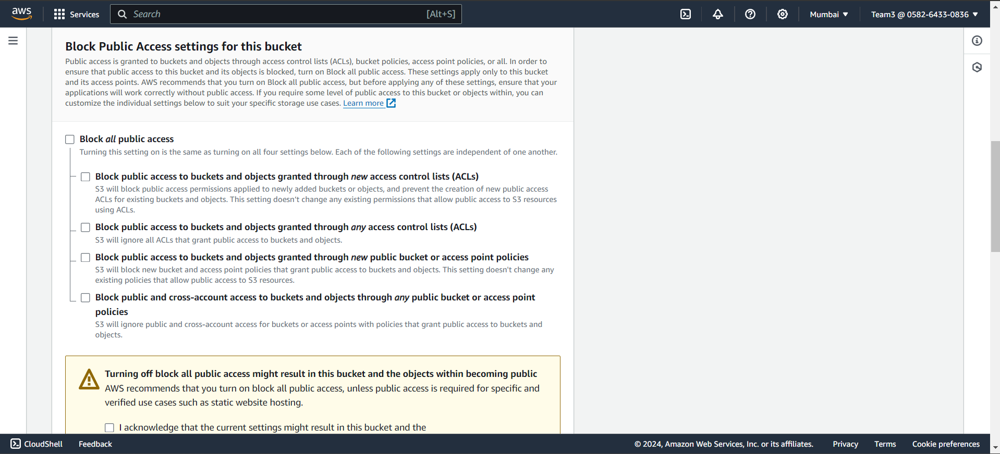 aws
Services
Search
[Alt+S]
Mumbai
Team3 @ 0582-6433-0836
Block Public Access settings for this bucket
Public access is granted to buckets and objects through access control lists (ACLs), bucket policies, access point policies, or all. In order to
ensure that public access to this bucket and its objects is blocked, turn on Block all public access. These settings apply only to this bucket
and its access points. AWS recommends that you turn on Block all public access, but before applying any of these settings, ensure that your
applications will work correctly without public access. If you require some level of public access to this bucket or objects within, you can
customize the individual settings below to suit your specific storage use cases. Learn more
Block all public access
Turning this setting on is the same as turning on all four settings below. Each of the following settings are independent of one another.
Block public access to buckets and objects granted through new access control lists (ACLs)
S3 will block public access permissions applied to newly added buckets or objects, and prevent the creation of new public access
ACLs for existing buckets and objects. This setting doesn’t change any existing permissions that allow public access to S3 resources
using ACLs.
Block public access to buckets and objects granted through any access control lists (ACLs)
S3 will ignore all ACLs that grant public access to buckets and objects.
Block public access to buckets and objects granted through new public bucket or access point policies
S3 will block new bucket and access point policies that grant public access to buckets and objects. This setting doesn't change any
existing policies that allow public access to S3 resources.
Block public and cross-account access to buckets and objects through any public bucket or access point
policies
S3 will ignore public and cross-account access for buckets or access points with policies that grant public access to buckets and
objects.
Turning off block all public access might result in this bucket and the objects within becoming public
AWS recommends that you turn on block all public access, unless public access is required for specific and
verified use cases such as static website hosting.
I acknowledge that the current settings might result in this bucket and the
CloudShell
Feedback
© 2024, Amazon Web Services, Inc. or its affiliates.
Privacy
Terms
Cookie preferences